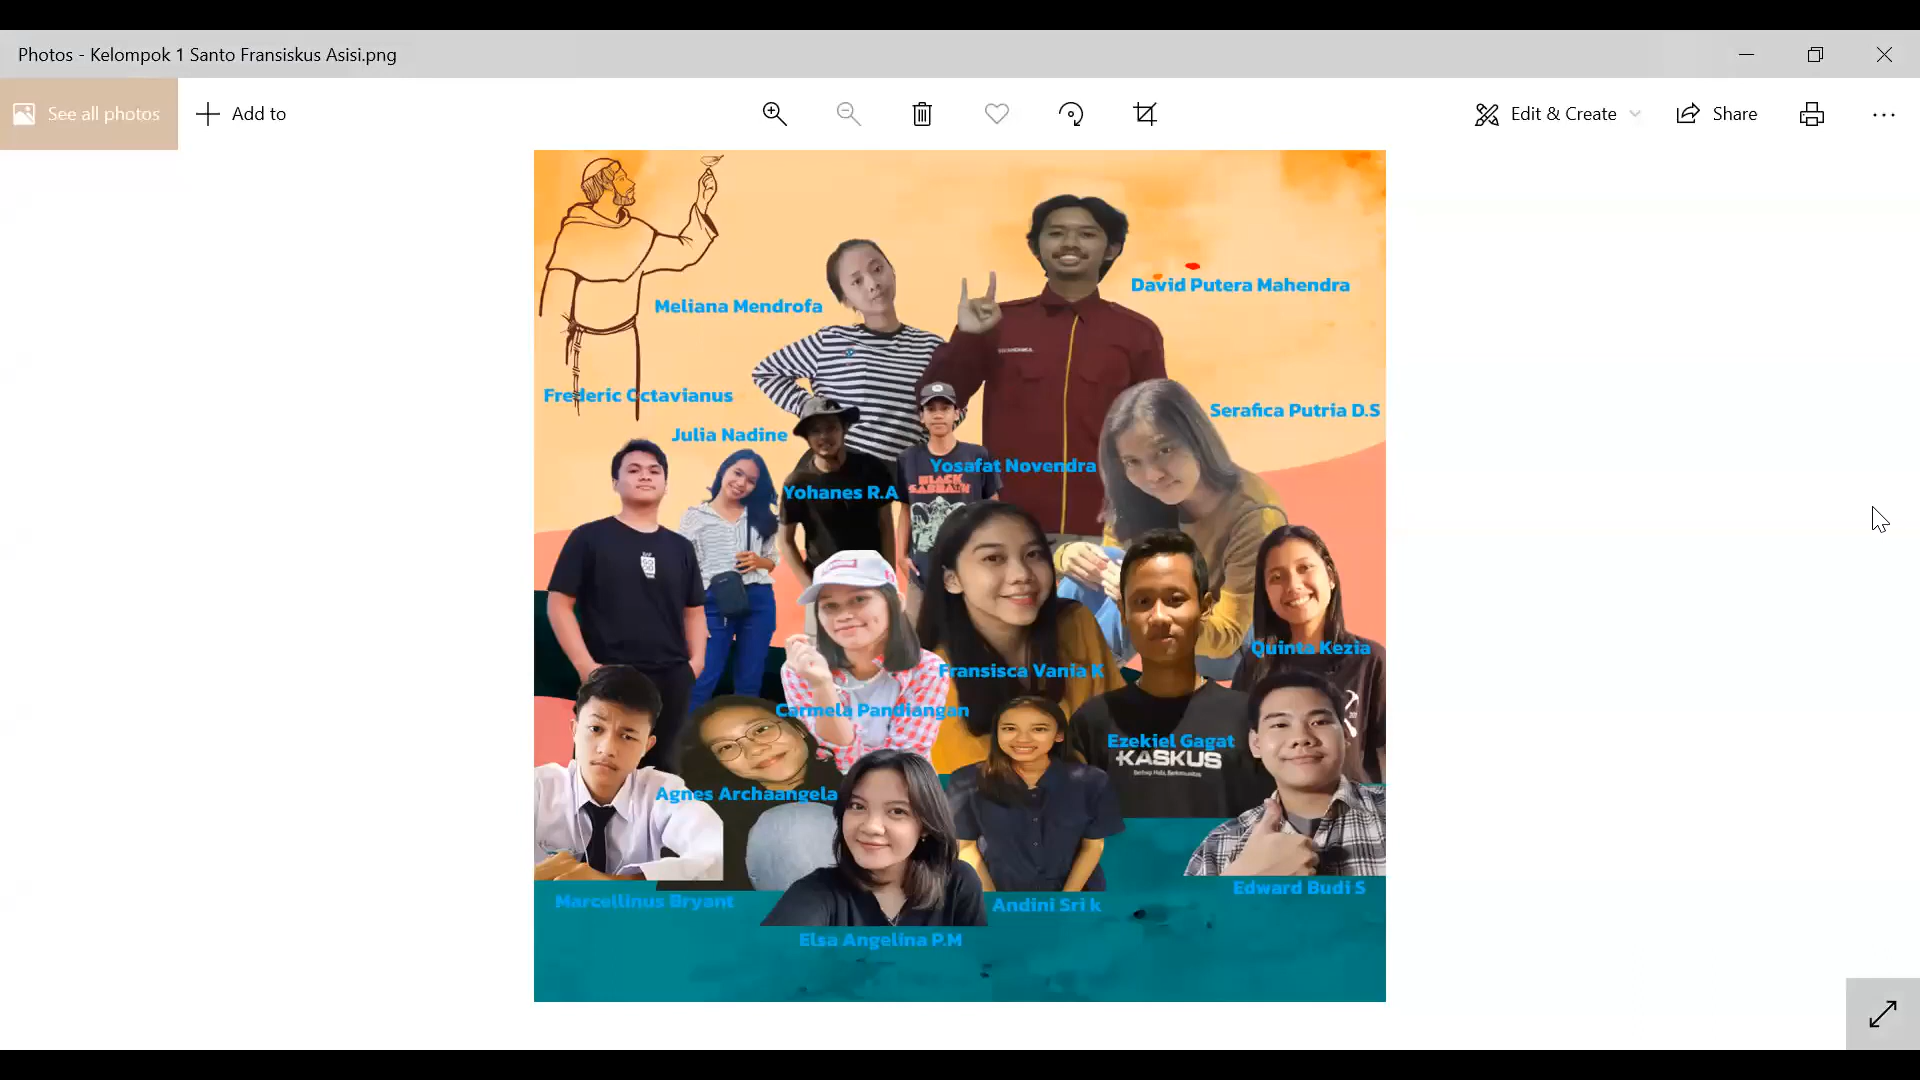 Photos - Kelompok 1 Santo Fransiskus Asisi.png
See all photos
Add to
Edit & Create
Share
David Putera Mahendra
Meliana Mendrofa
Frederic Octavianus
Serafica Putria D.S
Julia Nadine
Yosafat Novendra
BLACK
SABBATH
Yohanes R.A
Quinta Kezia
Fransisca Vania K
Carmela Pandiangan
Ezekiel Gagat
KASKUS
Agnes Archaangela
Edward Budi S
Marcellinus Bryant
Andini Sri k
Elsa Angelina P.M